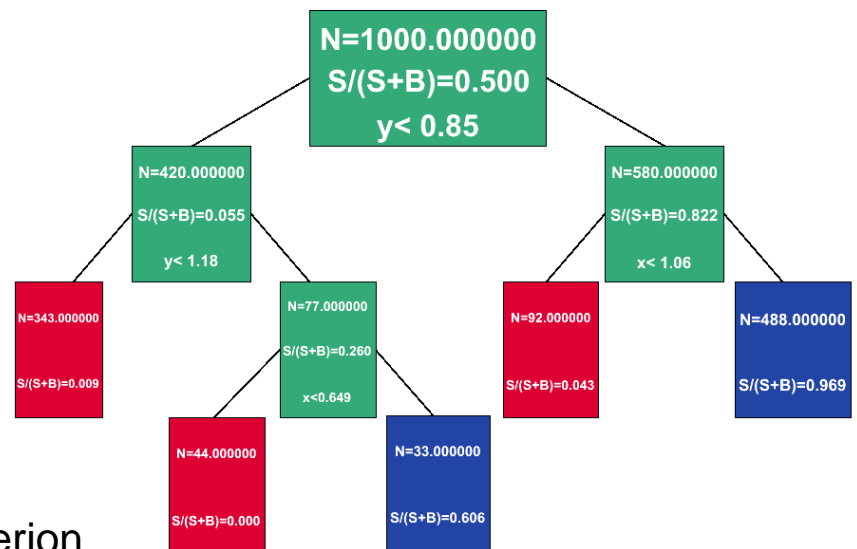 N=1000.000000
S/(S+B)=0.500
y< 0.85
N=420.000000
S/(S+B)=0.055
y< 1.18
N=580.000000
S/(S+B)=0.822
x< 1.06
N=343.000000
S/(S+B)=0.009
N=77.000000
S/(S+B)=0.260
x<0.649
N=92.000000
S/(S+B)=0.043
N=488.000000
S/(S+B)=0.969
N=44.000000
S/(S+B)=0.000
N=33.000000
S/(S+B)=0.606
erion